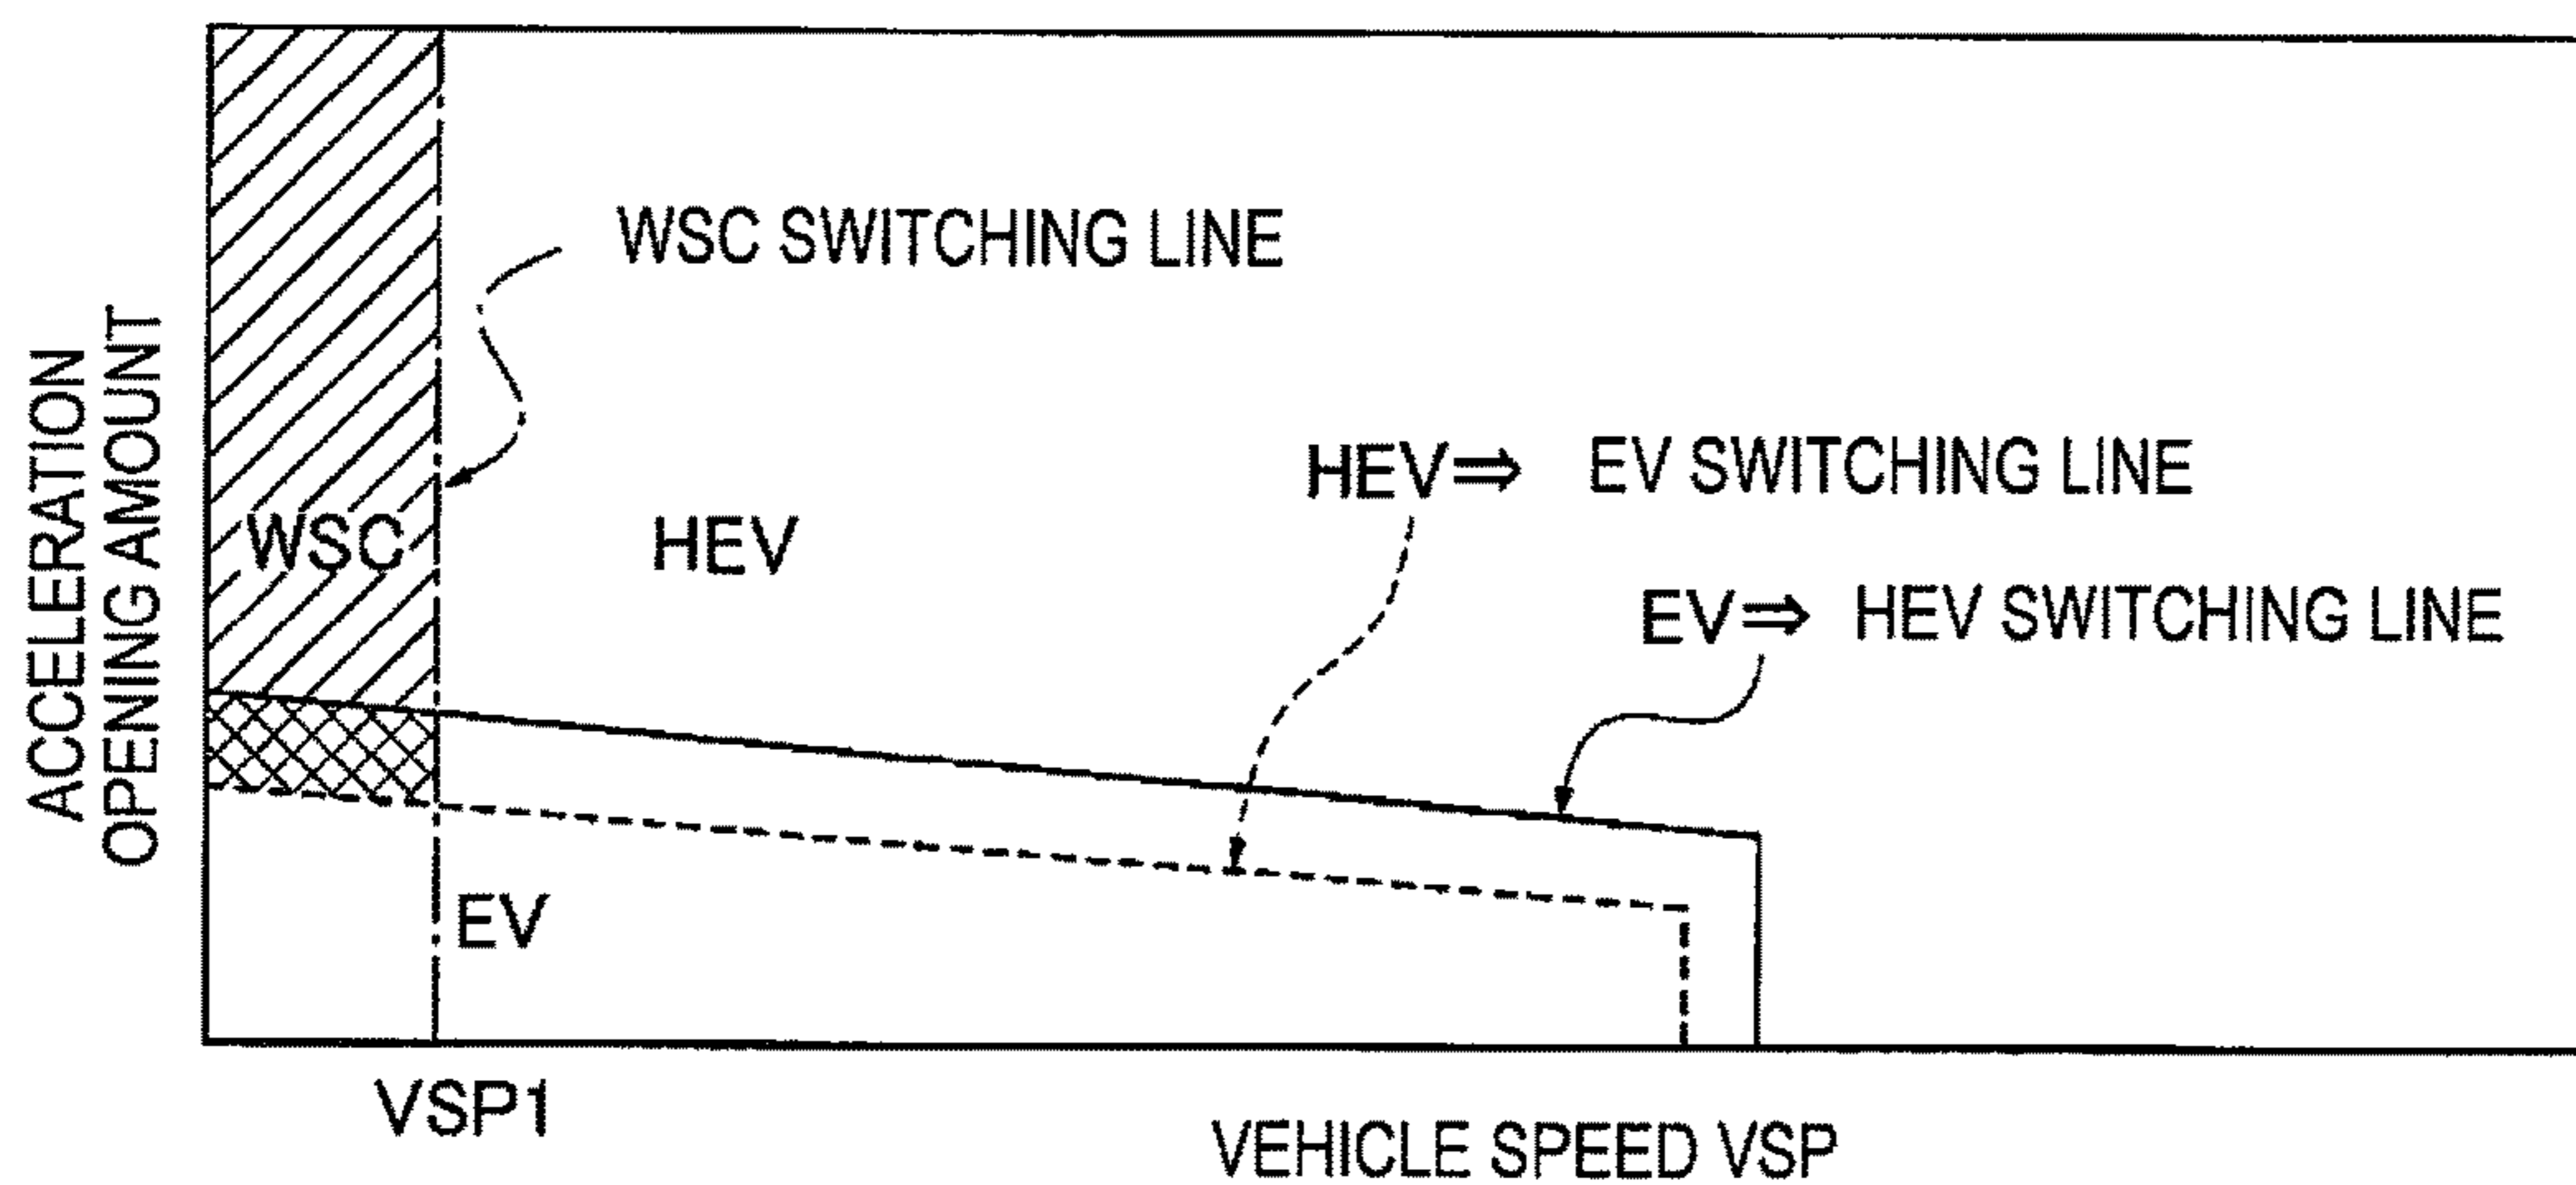 ACCELERATION
OPENING AMOUNT
WSC SWITCHING LINE
HEV⇒ EV SWITCHING LINE
WSC
HEV
EV⇒ HEV SWITCHING LINE
EV
VSP1
VEHICLE SPEED VSP